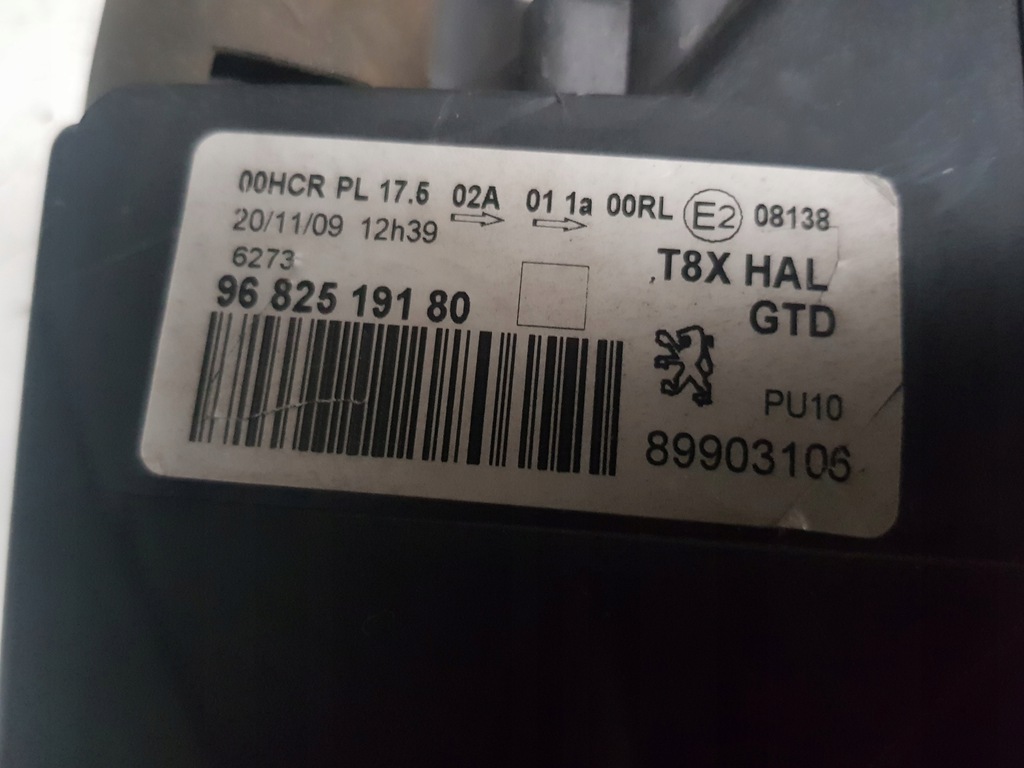 00HCR PL 17.5 02A 01 1a 00RL E2 08138
20/11/09 12h39
6273
96 825 191 80
T8X HAL
GTD
PU10
89903106